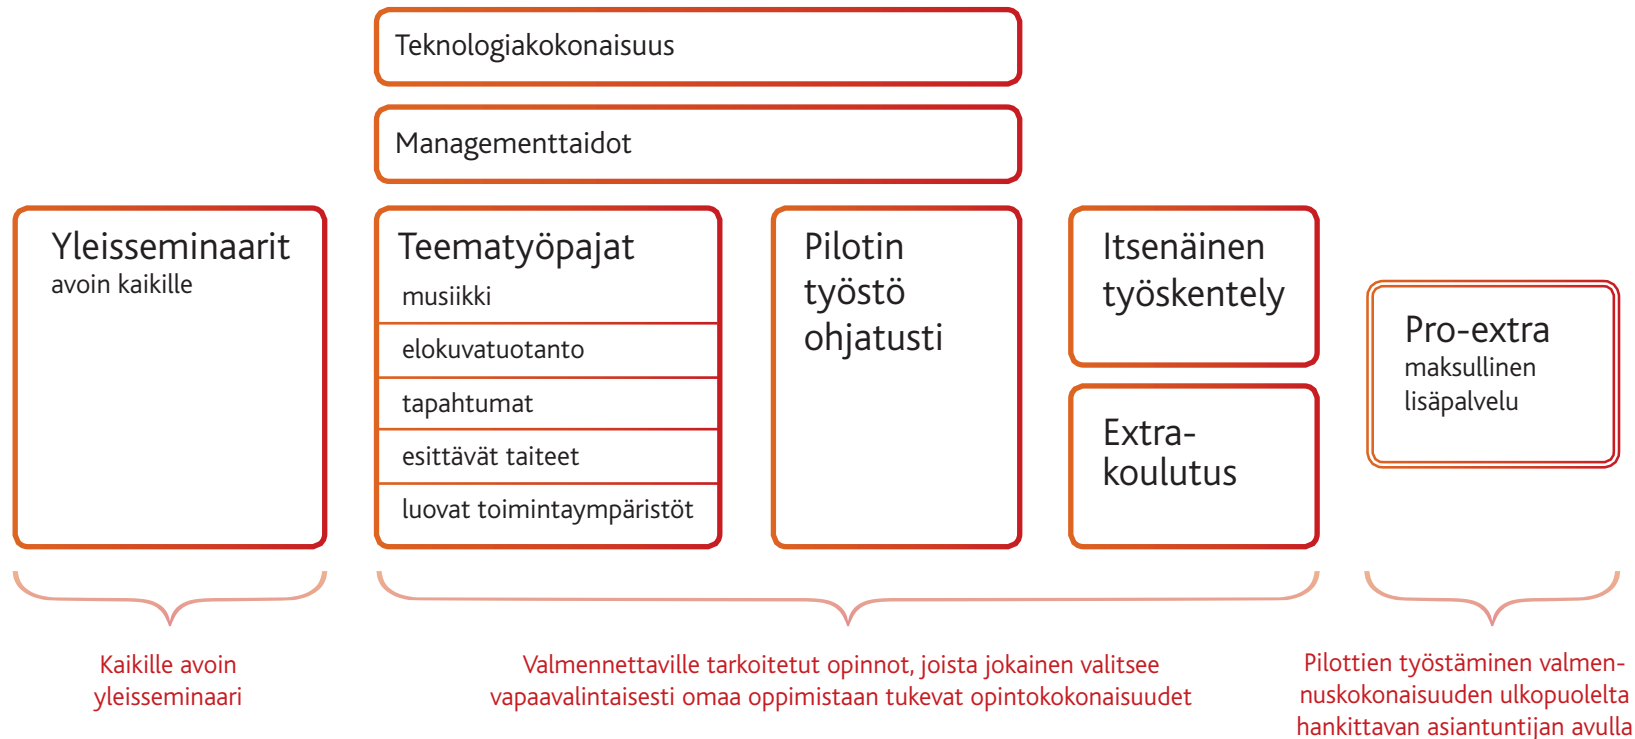 Teknologiakokonaisuus
Managementtaidot
Yleisseminaarit
avoin kaikille
Teematyöpajat
musiikki
elokuvatuotanto
tapahtumat
esittävät taiteet
luovat toimintaympäristöt
Pilotin
työstö
ohjatusti
Itsenäinen
työskentely
Extra-
koulutus
Pro-extra
maksullinen
lisäpalvelu
Kaikille avoin
yleisseminaari
Valmennettaville tarkoitetut opinnot, joista jokainen valitsee
vapaavalintaisesti omaa oppimistaan tukevat opintokokonaisuudet
Pilottien työstäminen valmen-
nuskokonaisuuden ulkopuolelta
hankittavan asiantuntijan avulla